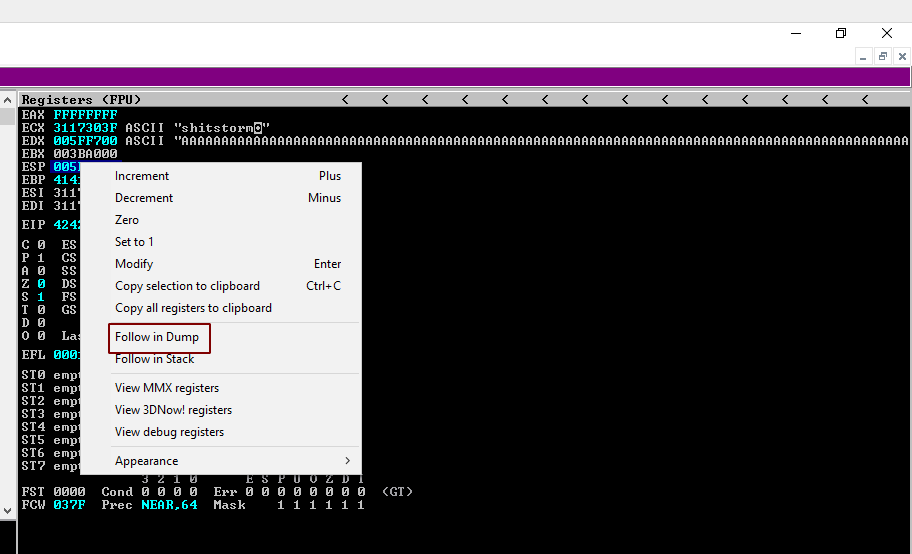 Registers (FPU) < < < < < < < < < < < < < <
EAX FFFFFFFF
ECX 3117303F ASCII "shitstorm"
EDX 005FF700 ASCII "AAAAAAAAAAAAAAAAAAAAAAAAAAAAAAAAAAAAAAAAAAAAAAAAAAAAAAAAAAAAAAAAAAAAAAAAAAAAAAAAAAAAAAAAAAA
EBX 003BA000
ESP 005
EBP 414
ESI 311
EDI 311
EIP 4242
C 0 ES
P 1 CS
A 0 SS
Z 0 DS
S 1 FS
T 0 GS
D 0
O 0 Las
EFL 000
ST0 empt
ST1 empt
ST2 empt
ST3 empt
ST4 empt
ST5 empt
ST6 empt
ST7 empt
Increment Plus
Decrement Minus
Zero
Set to 1
Modify Enter
Copy selection to clipboard Ctrl+C
Copy all registers to clipboard
Follow in Dump
Follow in Stack
View MMX registers
View 3DNow! registers
View debug registers
Appearance >
3 2 1 0 E S P U O Z D I
FST 0000 Cond 0 0 0 0 Err 0 0 0 0 0 0 0 0 (GT)
FCW 037F Prec NEAR,64 Mask 1 1 1 1 1 1